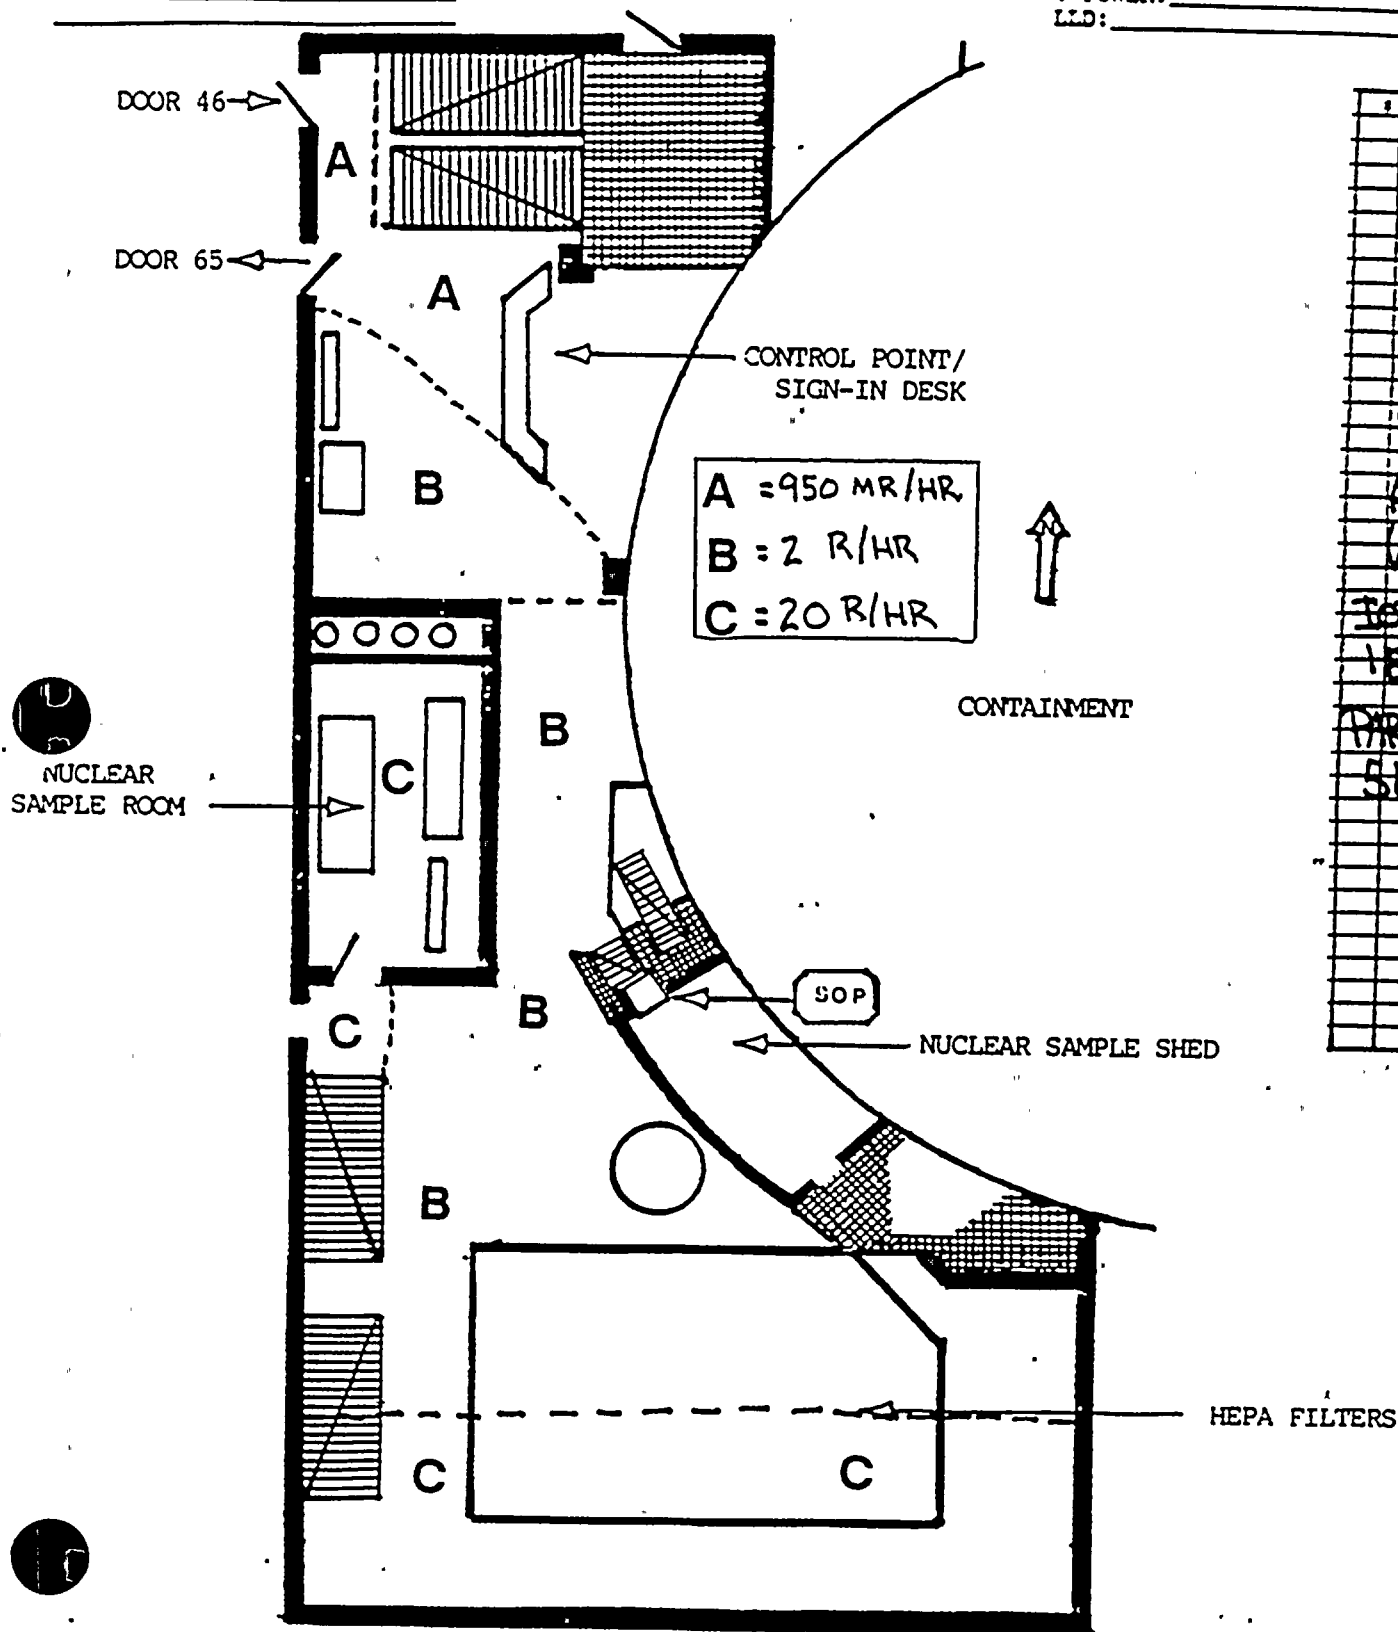 LLD:
DOOR 46
A
DOOR 65
A
CONTROL POINT/
SIGN-IN DESK
B
A =950 MR/HR
B = 2 R/HR
C = 20 R/HR
N
CONTAINMENT
B
NUCLEAR
SAMPLE ROOM
C
SOP
B
C
NUCLEAR SAMPLE SHED
B
HEPA FILTERS
C
C